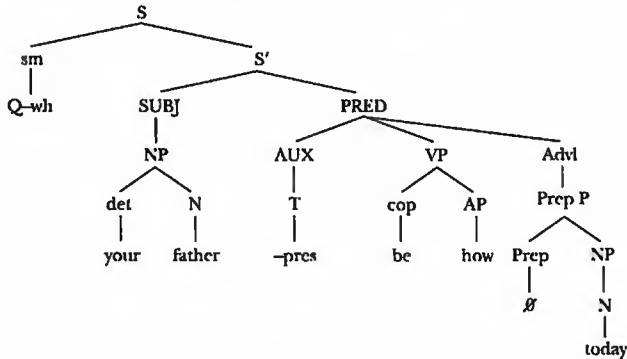 S
sm S′
Q–wh SUBJ PRED
NP AUX VP Advl
det N T cop AP Prep P
your father –pres be how Prep NP
Ø N
today